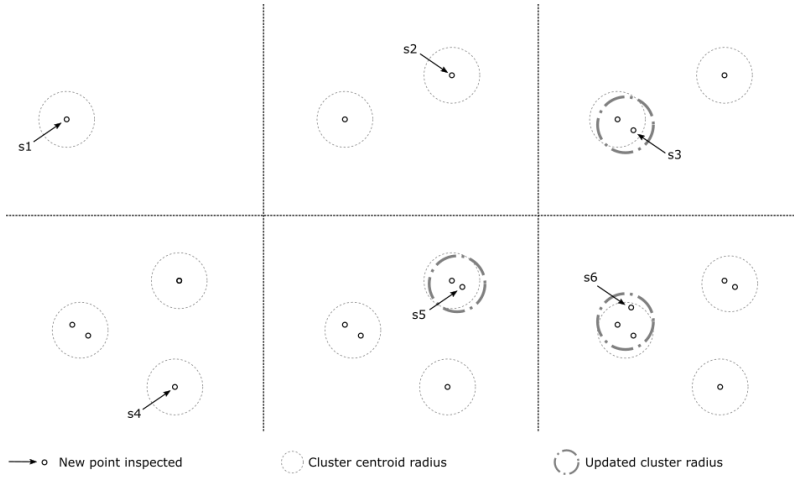 s1
s2
s3
s4
s5
s6
New point inspected
Cluster centroid radius
Updated cluster radius